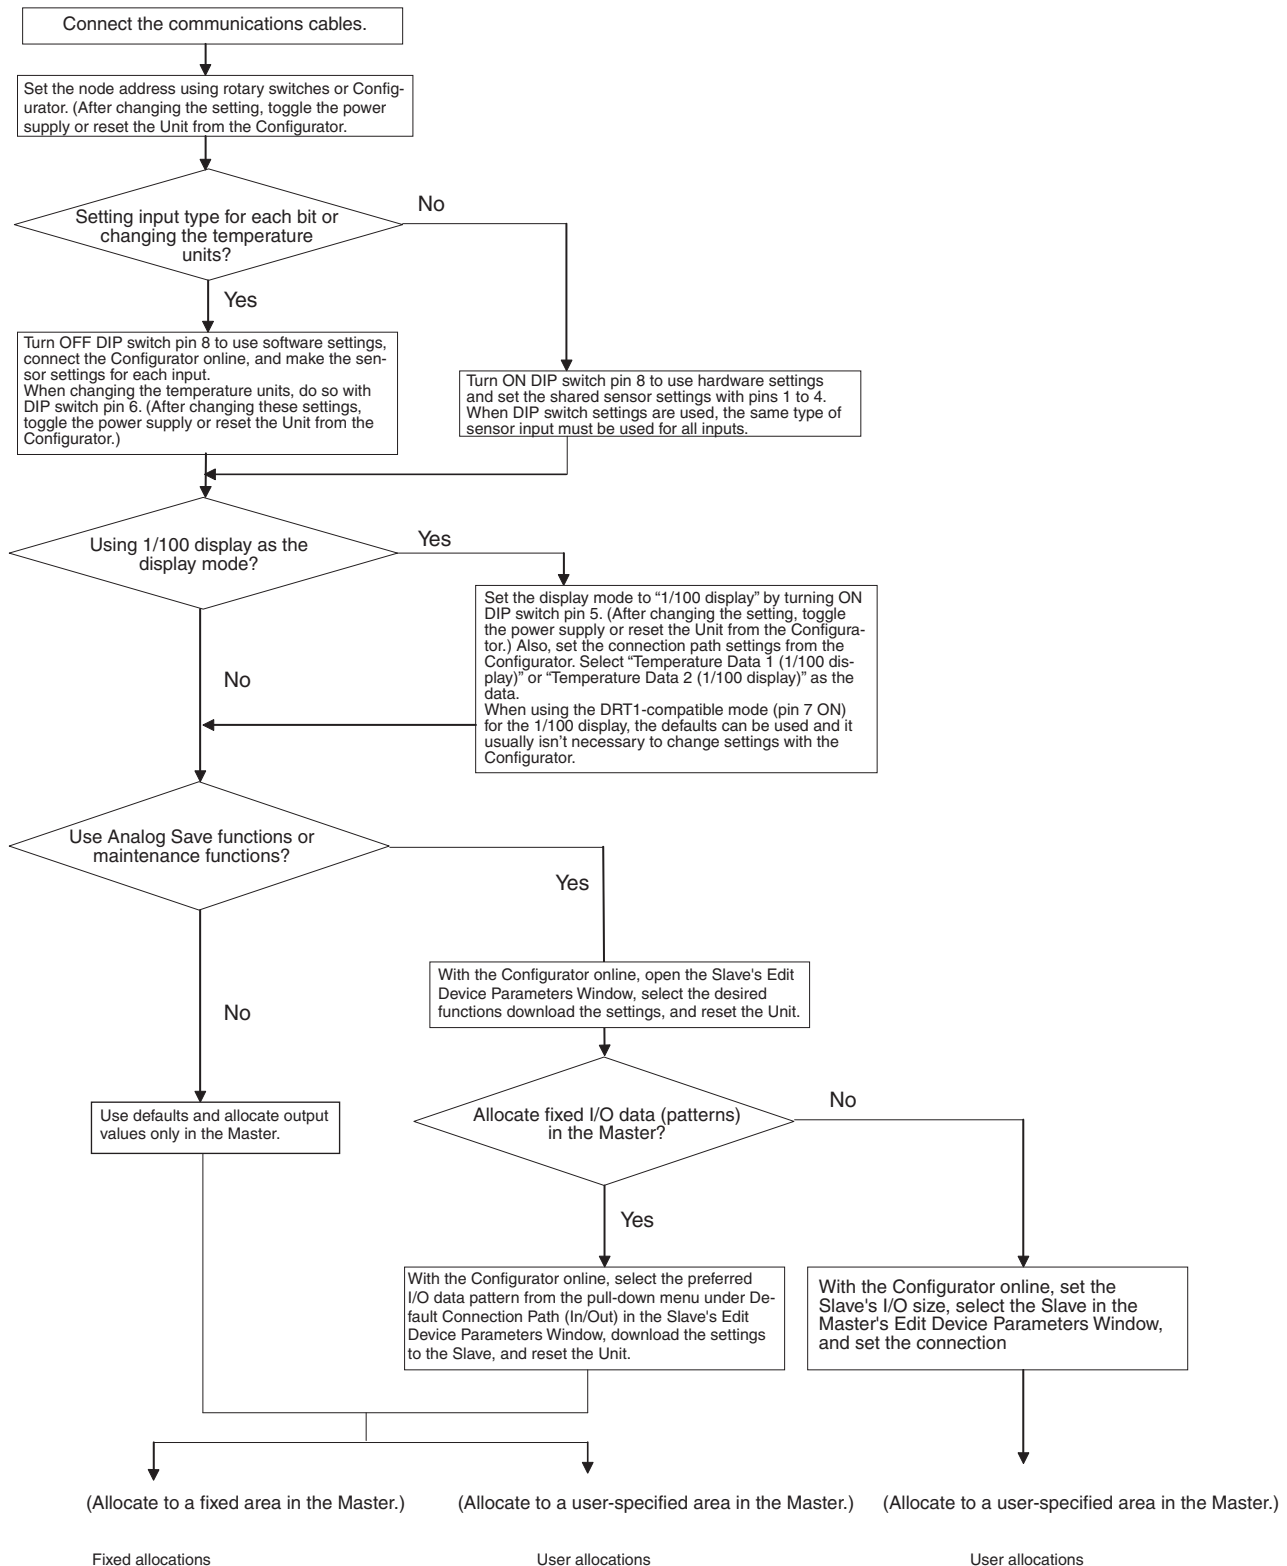 Connect the communications cables.
Set the node address using rotary switches or Config-
urator. (After changing the setting, toggle the power
supply or reset the Unit from the Configurator.
Setting input type for each bit or
changing the temperature
units?
No
Yes
Turn OFF DIP switch pin 8 to use software settings,
connect the Configurator online, and make the sen-
sor settings for each input.
When changing the temperature units, do so with
DIP switch pin 6. (After changing these settings,
toggle the power supply or reset the Unit from the
Configurator.)
Turn ON DIP switch pin 8 to use hardware settings
and set the shared sensor settings with pins 1 to 4.
When DIP switch settings are used, the same type of
sensor input must be used for all inputs.
Using 1/100 display as the
display mode?
Yes
Set the display mode to “1/100 display” by turning ON
DIP switch pin 5. (After changing the setting, toggle
the power supply or reset the Unit from the Configura-
tor.) Also, set the connection path settings from the
Configurator. Select “Temperature Data 1 (1/100 dis-
play)” or “Temperature Data 2 (1/100 display)” as the
data.
When using the DRT1-compatible mode (pin 7 ON)
for the 1/100 display, the defaults can be used and it
usually isn’t necessary to change settings with the
Configurator.
No
Use Analog Save functions or
maintenance functions?
Yes
With the Configurator online, open the Slave's Edit
Device Parameters Window, select the desired
functions download the settings, and reset the Unit.
No
Use defaults and allocate output
values only in the Master.
Allocate fixed I/O data (patterns)
in the Master?
No
Yes
With the Configurator online, select the preferred
I/O data pattern from the pull-down menu under De-
fault Connection Path (In/Out) in the Slave's Edit
Device Parameters Window, download the settings
to the Slave, and reset the Unit.
With the Configurator online, set the
Slave's I/O size, select the Slave in the
Master's Edit Device Parameters Window,
and set the connection
(Allocate to a fixed area in the Master.)
(Allocate to a user-specified area in the Master.)
(Allocate to a user-specified area in the Master.)
Fixed allocations
User allocations
User allocations